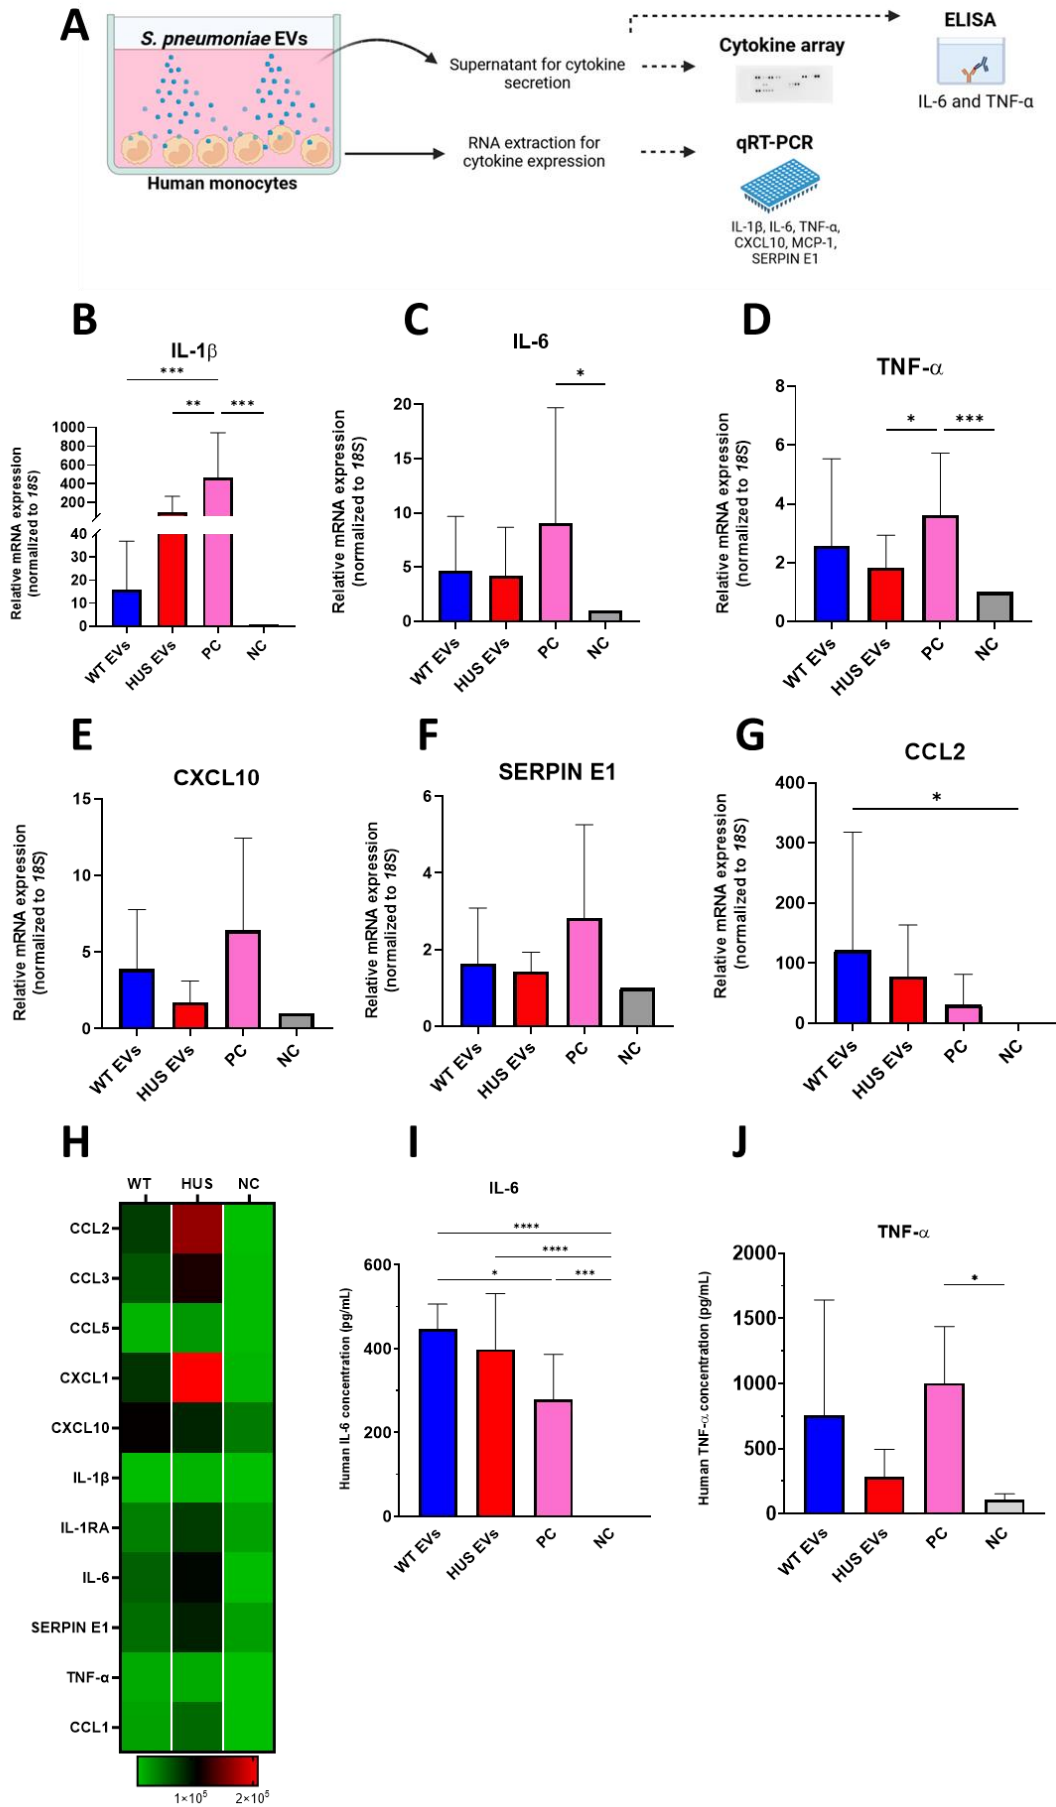 A
S. pneumoniae EVs
Human monocytes
Supernatant for cytokine
secretion
RNA extraction for
cytokine expression
Cytokine array
ELISA
IL-6 and TNF-α
qRT-PCR
IL-1β, IL-6, TNF-α,
CXCL10, MCP-1,
SERPIN E1
B
IL-1β
***
** ***
Relative mRNA expression
(normalized to 18S)
1000
800
600
400
200
40
30
20
10
0
WT EVs
HUS EVs
PC
NC
C
IL-6
*
Relative mRNA expression
(normalized to 18S)
20
15
10
5
0
WT EVs
HUS EVs
PC
NC
D
TNF-α
* ***
Relative mRNA expression
(normalized to 18S)
8
6
4
2
0
WT EVs
HUS EVs
PC
NC
E
CXCL10
Relative mRNA expression
(normalized to 18S)
15
10
5
0
WT EVs
HUS EVs
PC
NC
F
SERPIN E1
Relative mRNA expression
(normalized to 18S)
6
4
2
0
WT EVs
HUS EVs
PC
NC
G
CCL2
*
Relative mRNA expression
(normalized to 18S)
400
300
200
100
0
WT EVs
HUS EVs
PC
NC
H
WT HUS NC
CCL2
CCL3
CCL5
CXCL1
CXCL10
IL-1β
IL-1RA
IL-6
SERPIN E1
TNF-α
CCL1
1×10⁵ 2×10⁵
I
IL-6
****
****
* ***
Human IL-6 concentration (pg/mL)
600
400
200
0
WT EVs
HUS EVs
PC
NC
J
TNF-α
*
Human TNF-α concentration (pg/mL)
2000
1500
1000
500
0
WT EVs
HUS EVs
PC
NC